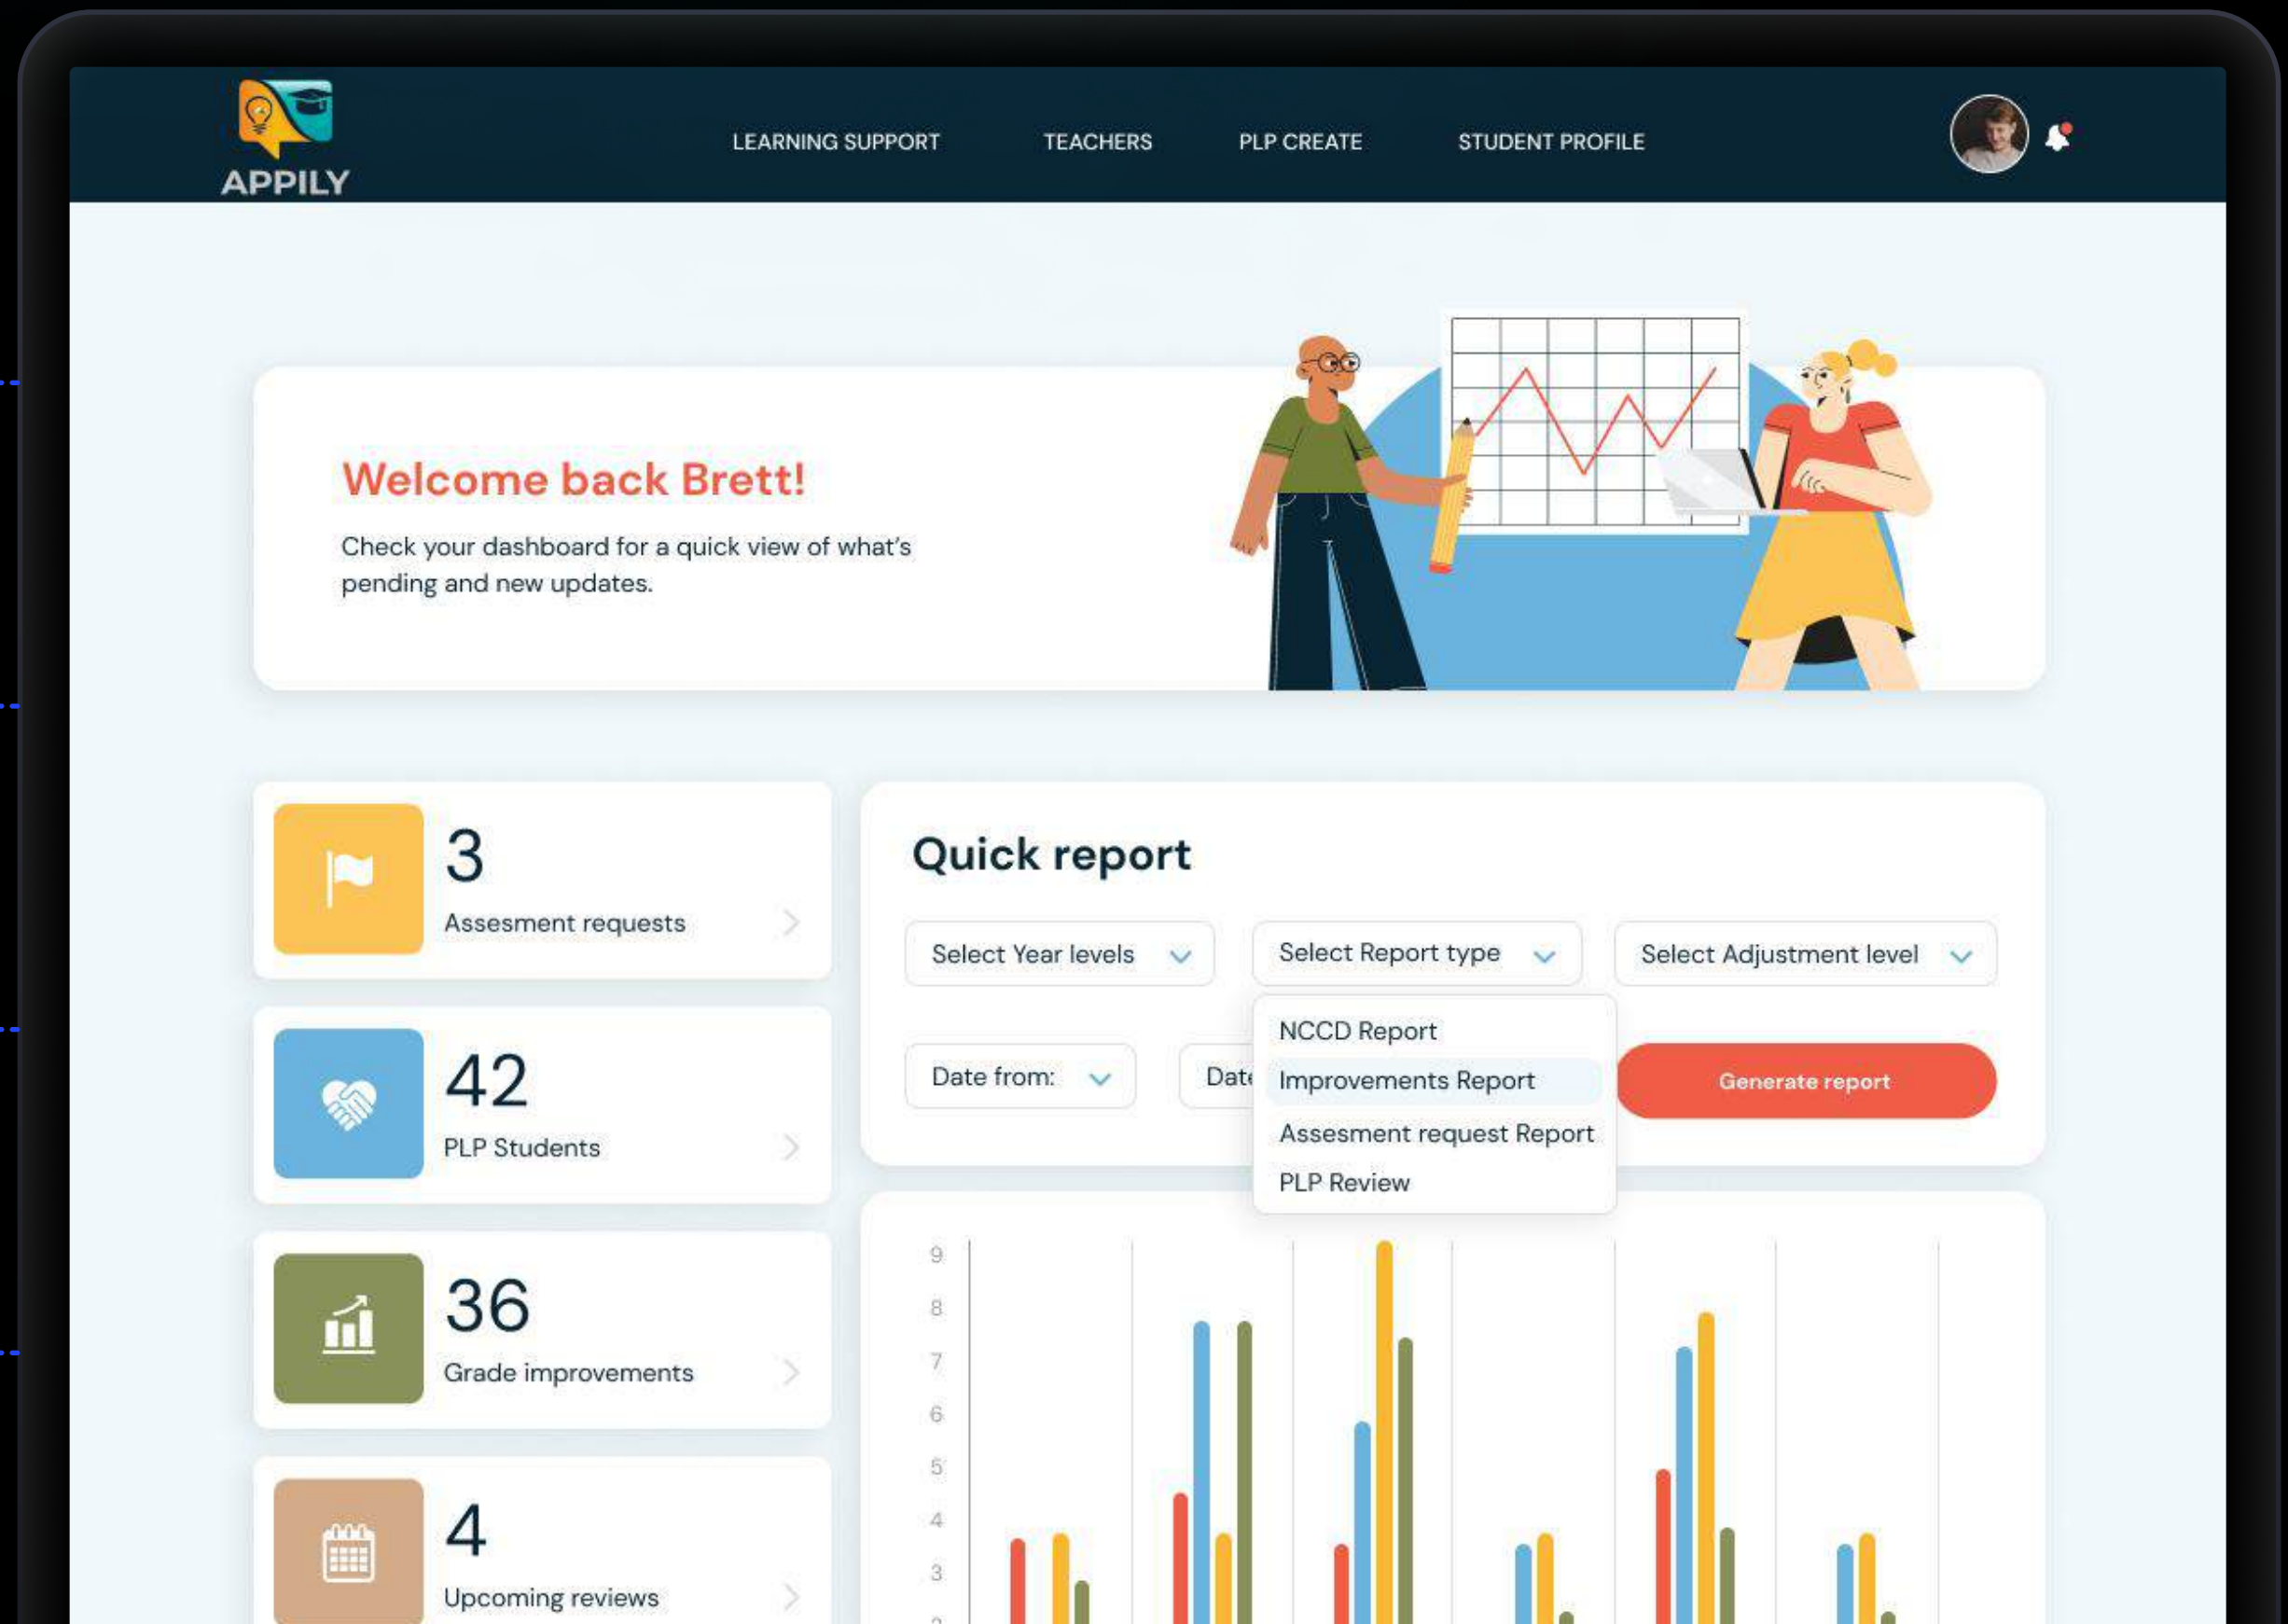 APPILY
LEARNING SUPPORT
TEACHERS
PLP CREATE
STUDENT PROFILE
Welcome back Brett!
Check your dashboard for a quick view of what's
pending and new updates.
3
Assesment requests
42
PLP Students
36
Grade improvements
4
Upcoming reviews
Quick report
Select Year levels
Select Report type
Select Adjustment level
NCCD Report
Improvements Report
Assesment request Report
PLP Review
Date from:
Generate report
9
8
7
6
5
4
3